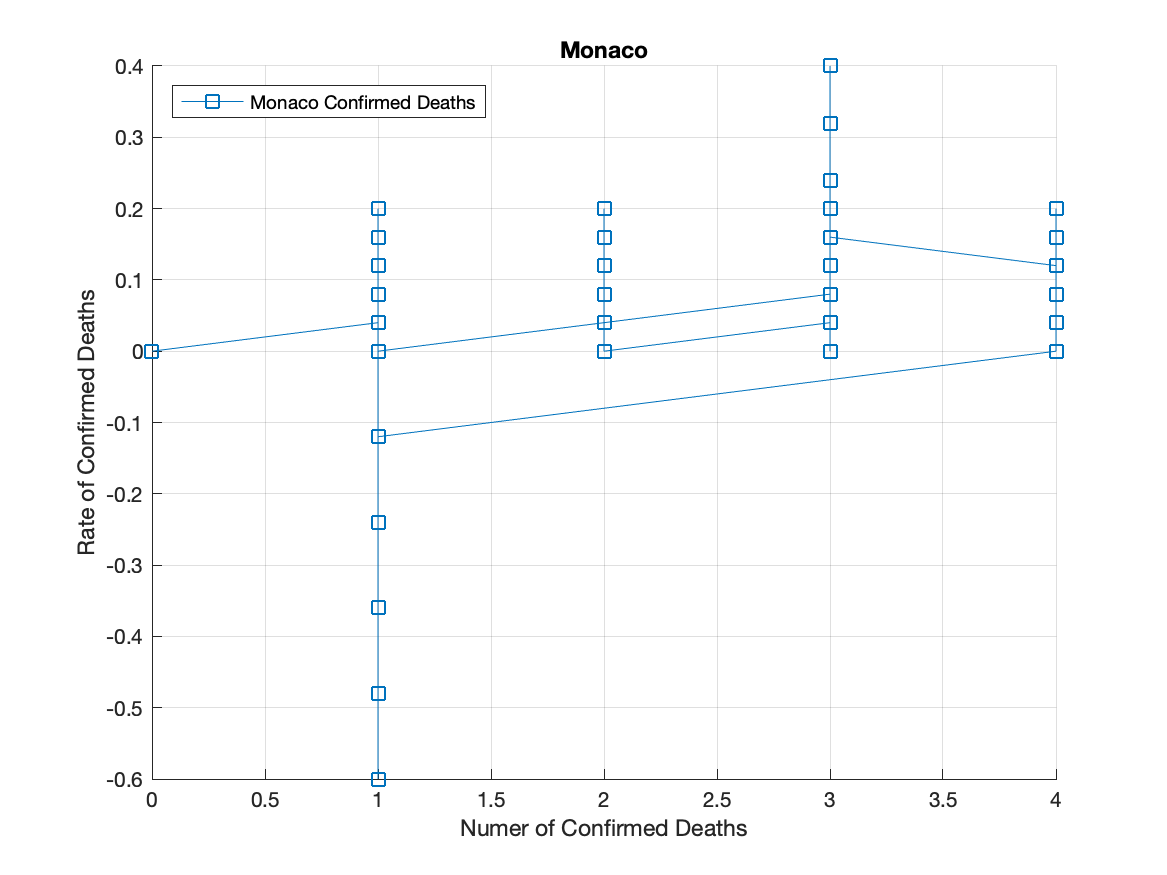 Monaco
Monaco Confirmed Deaths
0.4
0.3
0.2
0.1
0
-0.1
-0.2
-0.3
-0.4
-0.5
-0.6
Rate of Confirmed Deaths
0 0.5 1 1.5 2 2.5 3 3.5 4
Numer of Confirmed Deaths